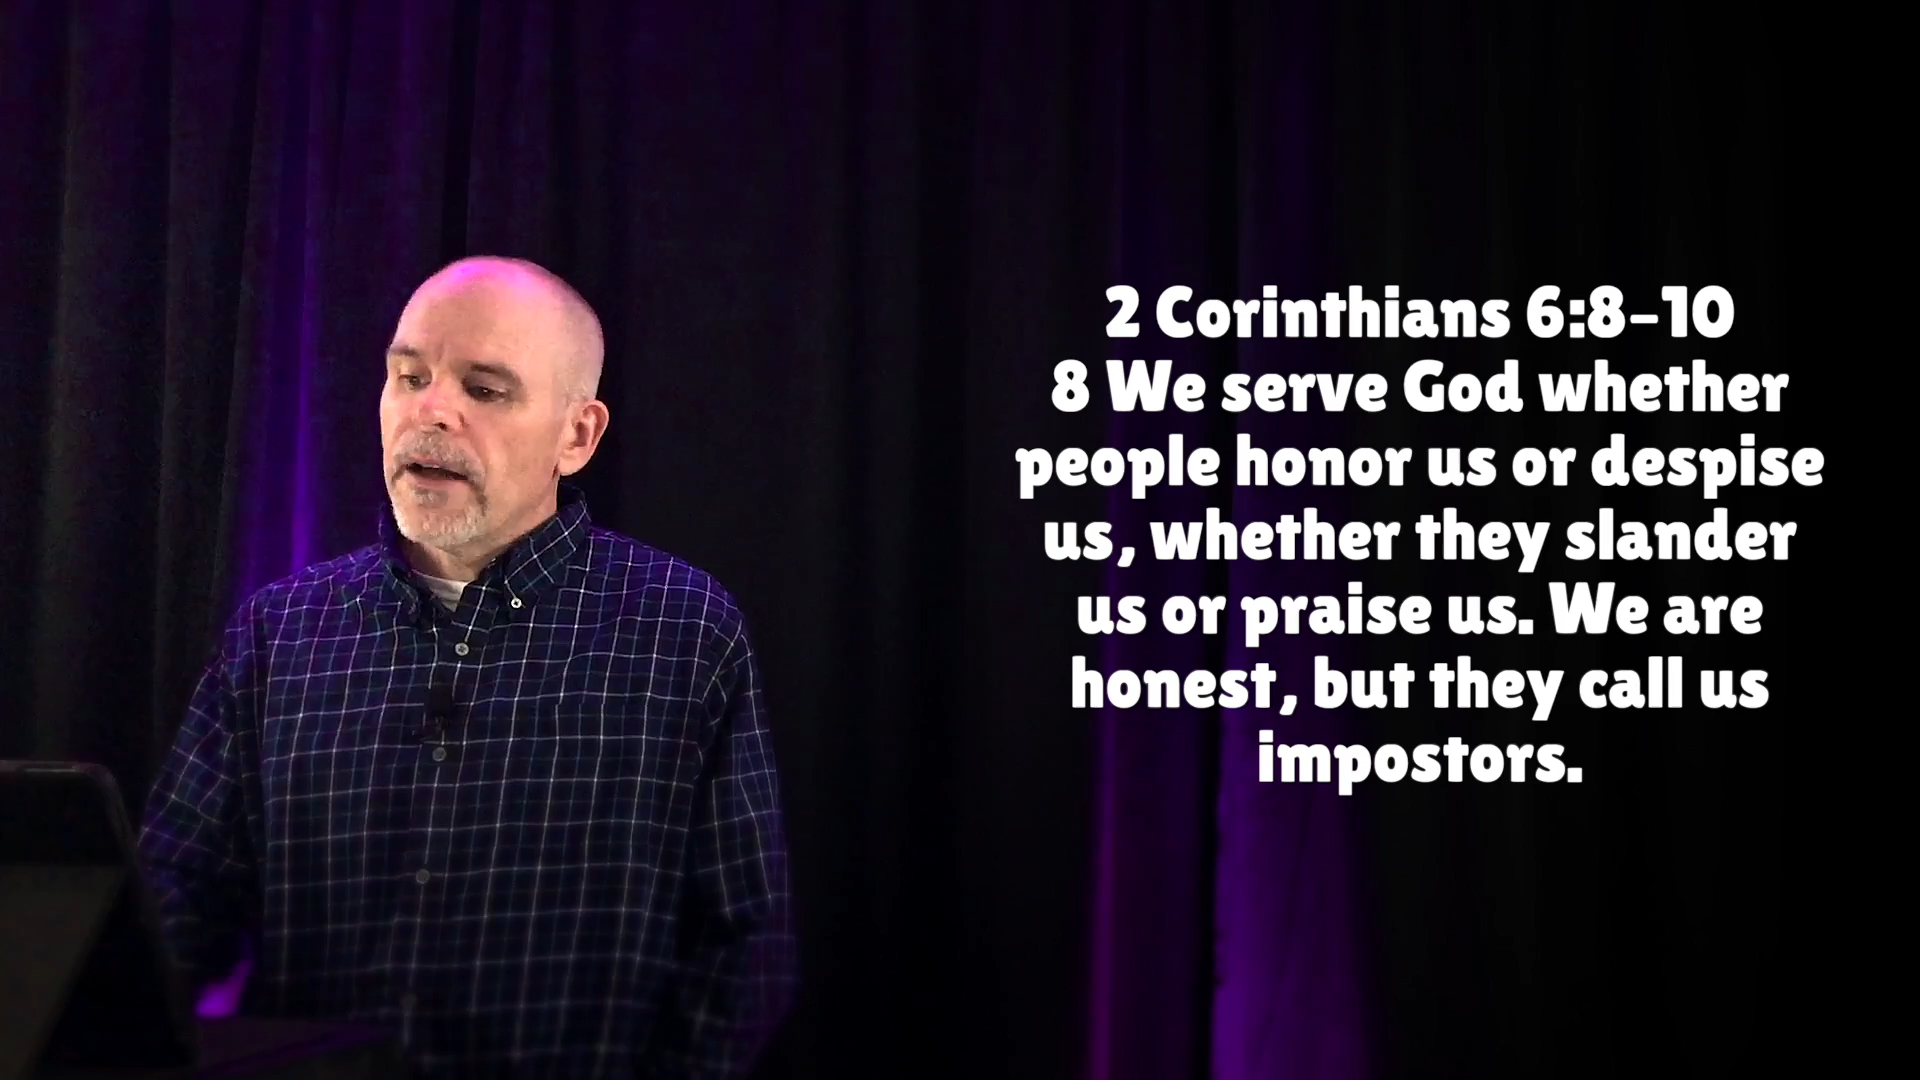 2 Corinthians 6:8-10
8 We serve God whether
people honor us or despise
us, whether they slander
us or praise us. We are
honest, but they call us
impostors.